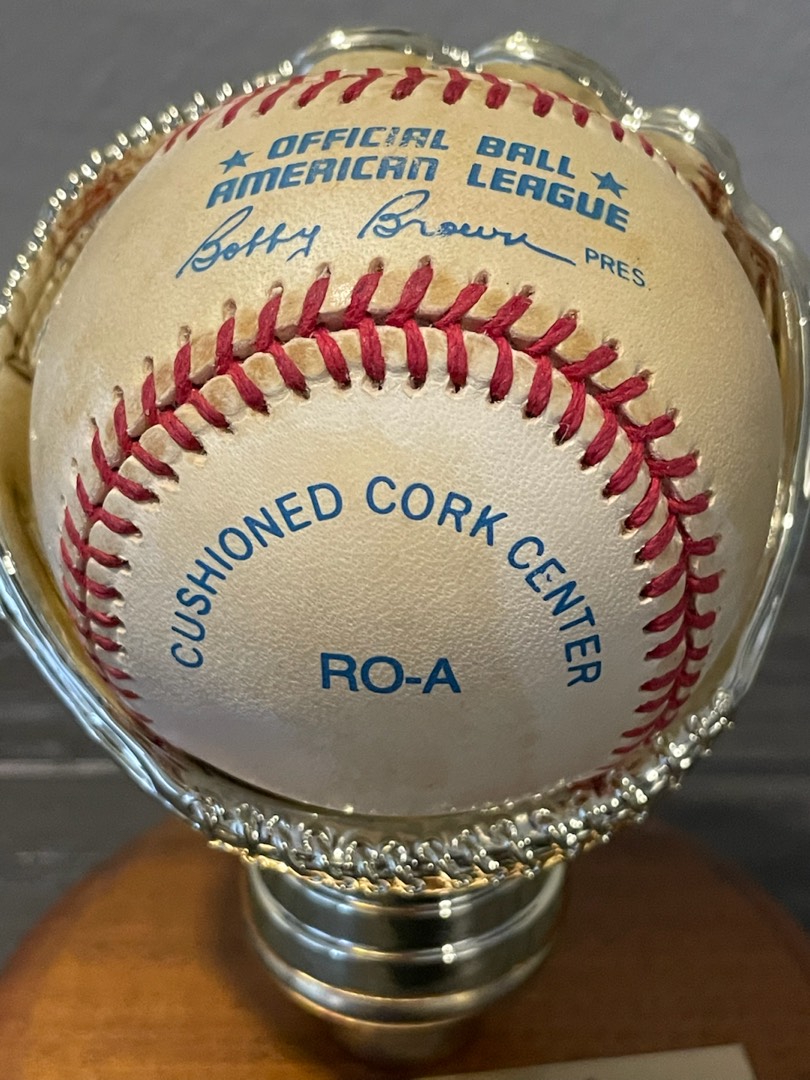 ★ OFFICIAL BALL ★
AMERICAN LEAGUE
Bobby Brown PRES.
CUSHIONED CORK CENTER
RO-A